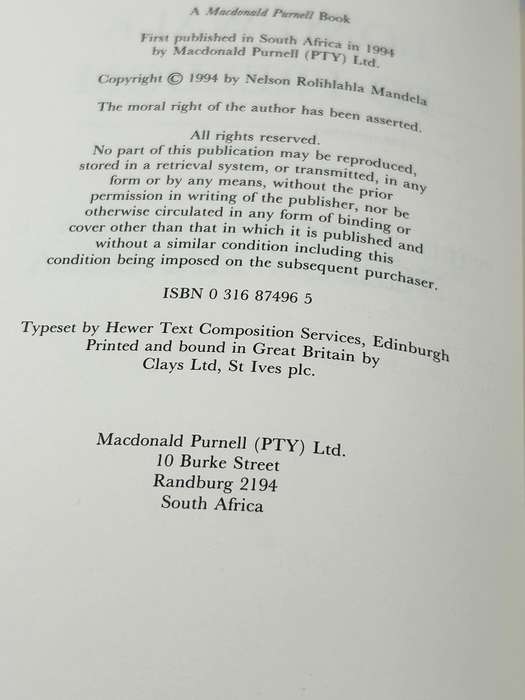 A Macdonald Purnell Book
First published in South Africa in 1994
by Macdonald Purnell (PTY) Ltd.
Copyright © 1994 by Nelson Rolihlahla Mandela
The moral right of the author has been asserted.
All rights reserved.
No part of this publication may be reproduced,
stored in a retrieval system, or transmitted, in any
form or by any means, without the prior
permission in writing of the publisher, nor be
otherwise circulated in any form of binding or
cover other than that in which it is published and
without a similar condition including this
condition being imposed on the subsequent purchaser.
ISBN 0 316 87496 5
Typeset by Hewer Text Composition Services, Edinburgh
Printed and bound in Great Britain by
Clays Ltd, St Ives plc.
Macdonald Purnell (PTY) Ltd.
10 Burke Street
Randburg 2194
South Africa